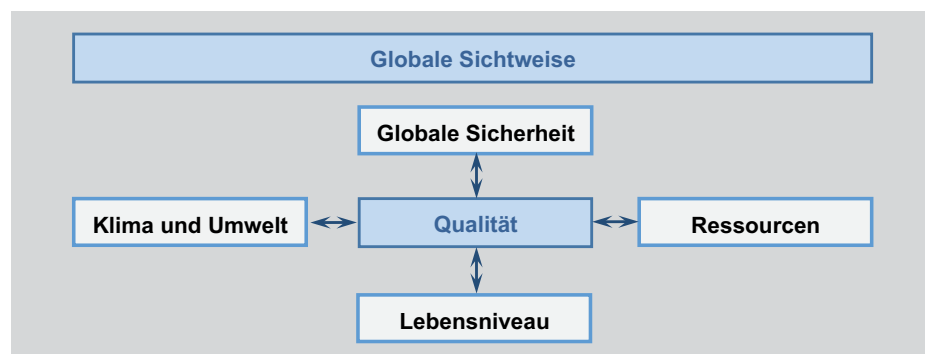 Globale Sichtweise
Globale Sicherheit
Klima und Umwelt
Qualität
Ressourcen
Lebensniveau